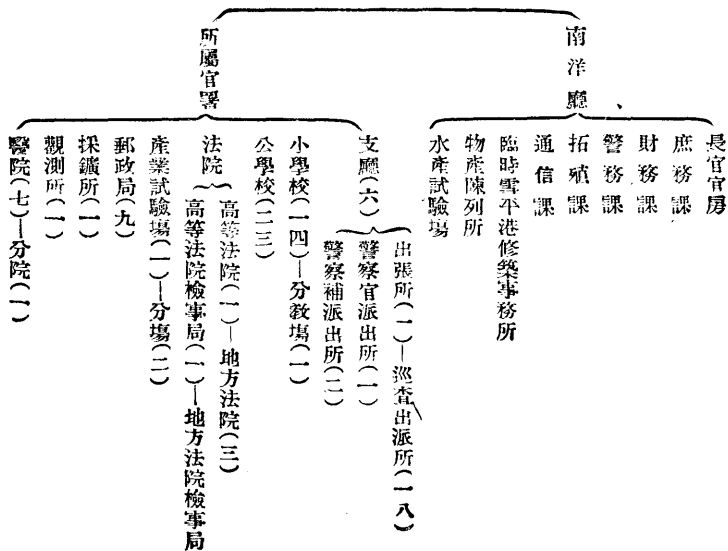 南洋廳
長官官房
庶務課
財務課
警務課
拓殖課
通信課
臨時雪平港修築事務所
物產陳列所
水產試驗場
所屬官署
支廳(六)
出張所(一)—巡査出派所(一八)
警察官派出所(一)
警察補派出所(二)
小學校(一四)—分敎場(一)
公學校(二三)
法院
高等法院(一)—地方法院(三)
高等法院檢事局(一)—地方法院檢事局
產業試驗場(一)—分場(二)
郵政局(九)
採鑛所(一)
觀測所(一)
醫院(七)—分院(一)